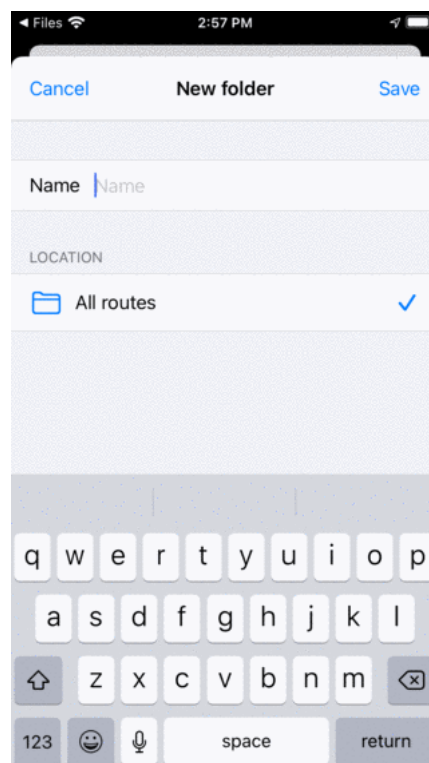 Files 2:57 PM
Cancel New folder Save
Name Name
LOCATION
All routes
q w e r t y u i o p
a s d f g h j k l
z x c v b n m
123 space return